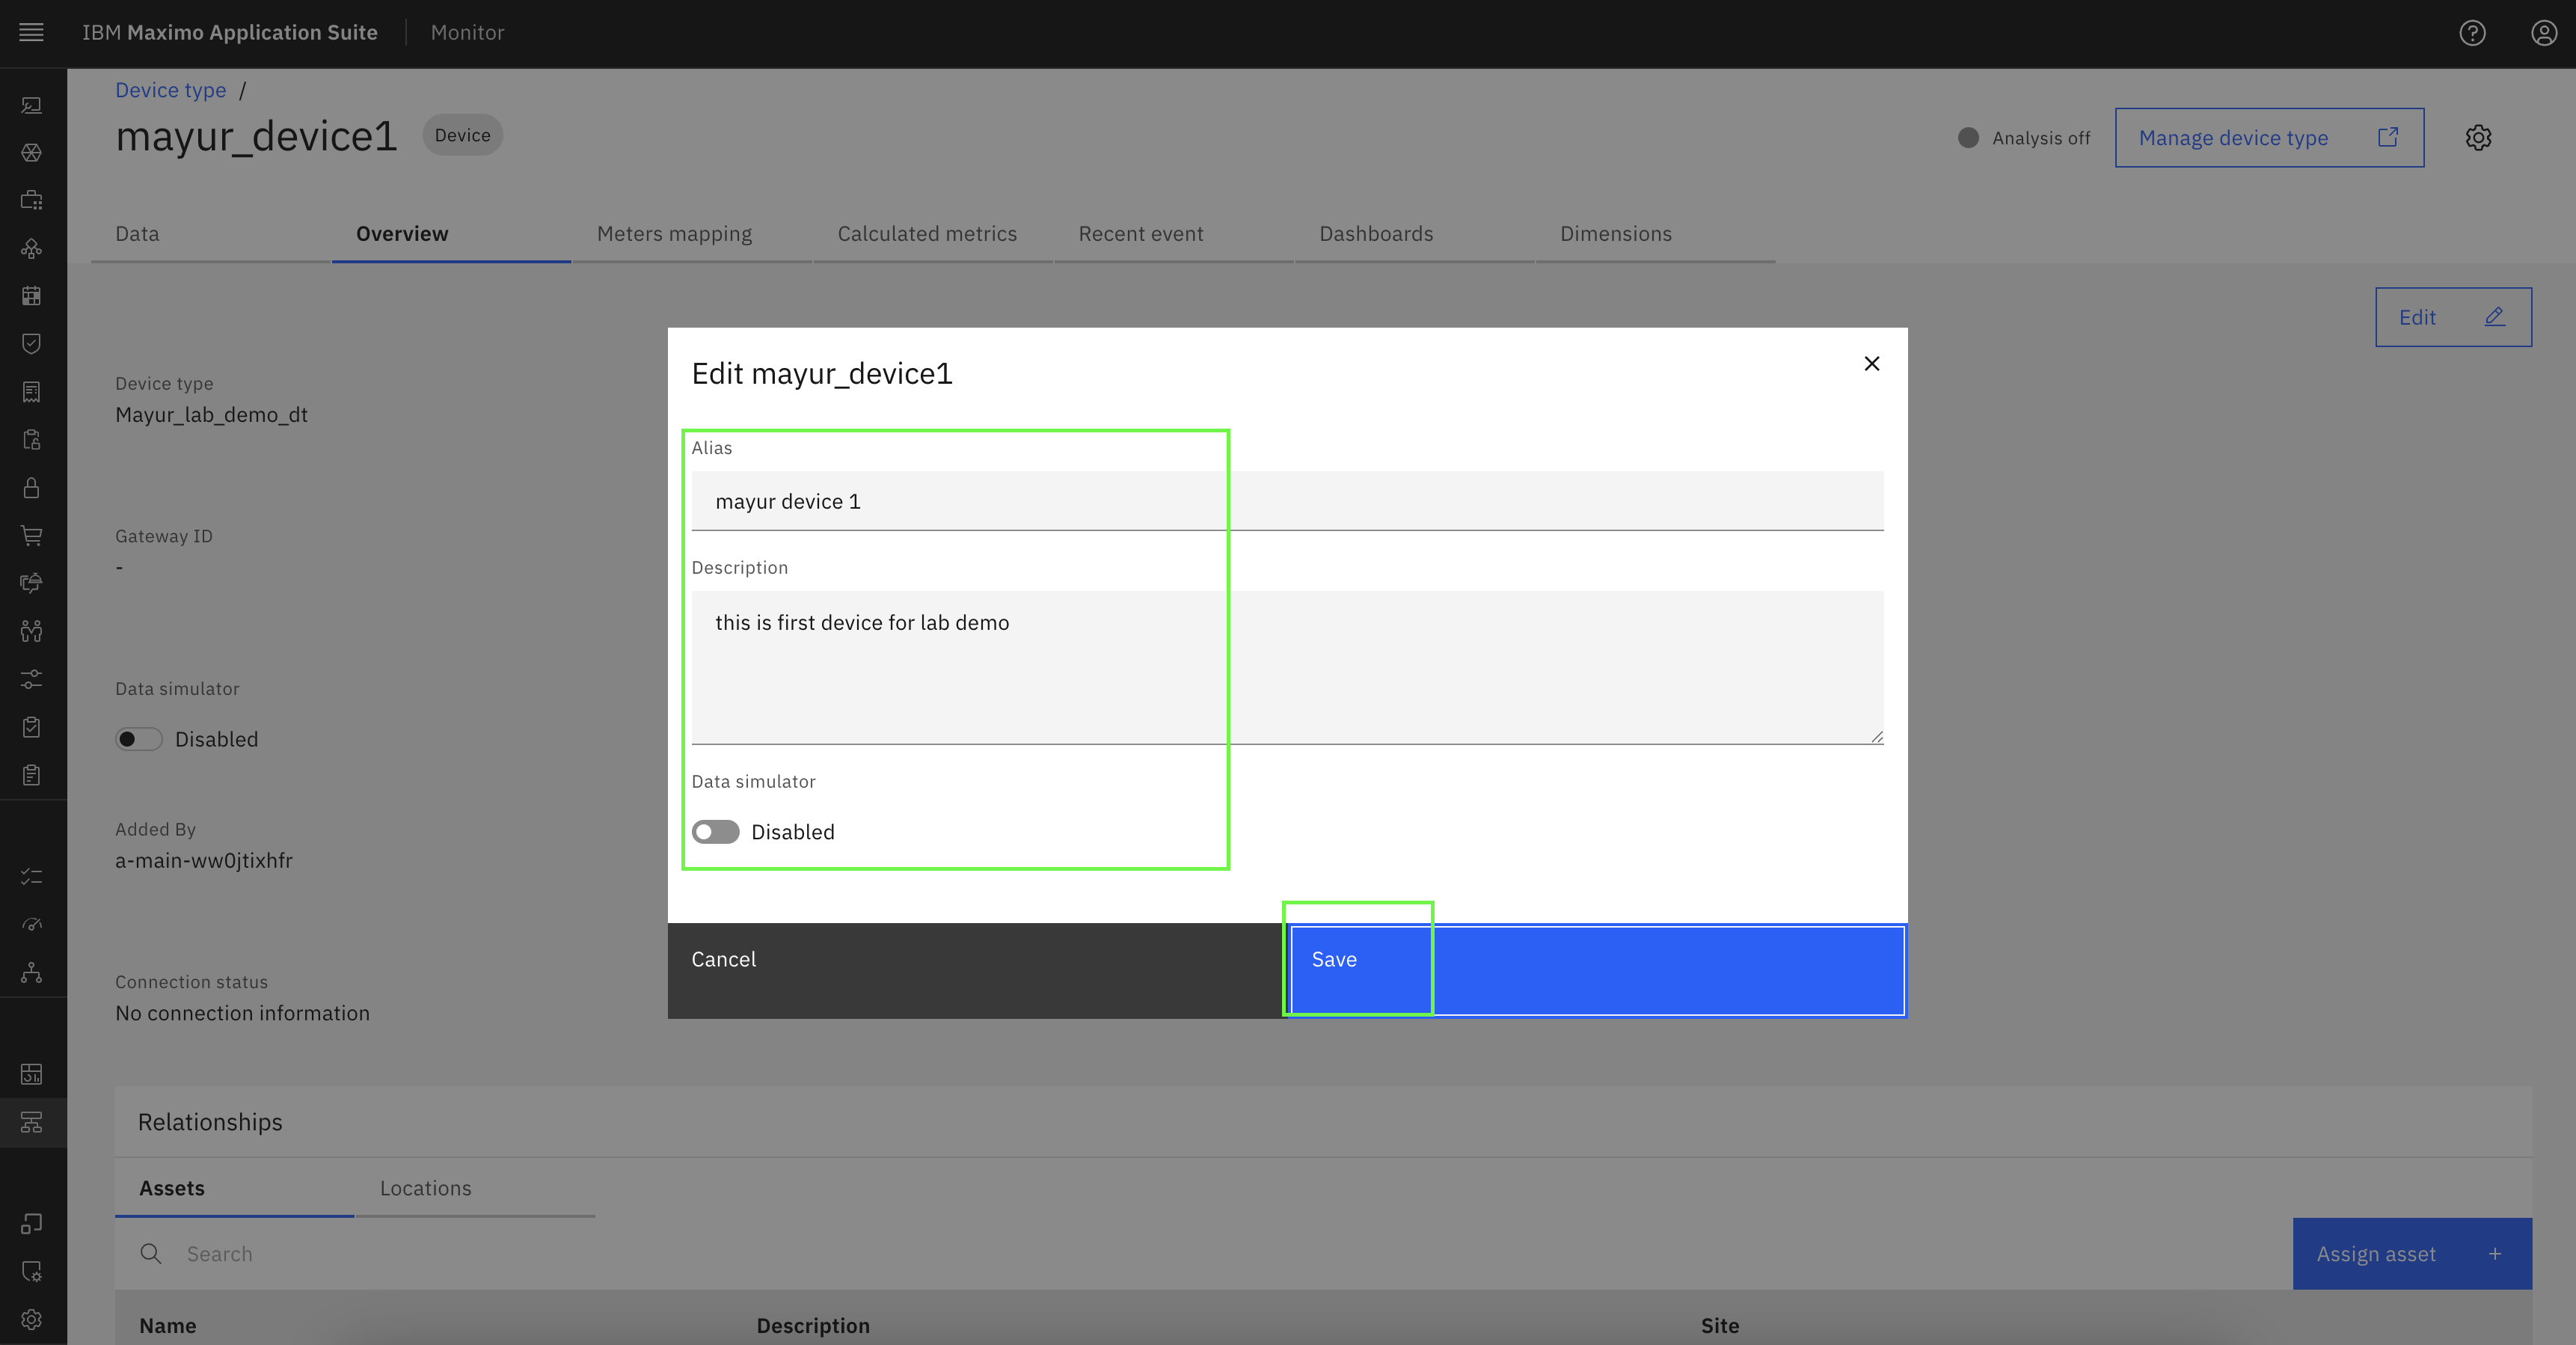 IBM Maximo Application Suite Monitor
Device type /
mayur_device1 Device
Analysis off Manage device type
Data Overview Meters mapping Calculated metrics Recent event Dashboards Dimensions
Edit
Device type
Mayur_lab_demo_dt
Gateway ID
-
Data simulator
Disabled
Added By
a-main-ww0jtixhfr
Connection status
No connection information
Edit mayur_device1
Alias
mayur device 1
Description
this is first device for lab demo
Data simulator
Disabled
Cancel Save
Relationships
Assets Locations
Search
Assign asset +
Name Description Site